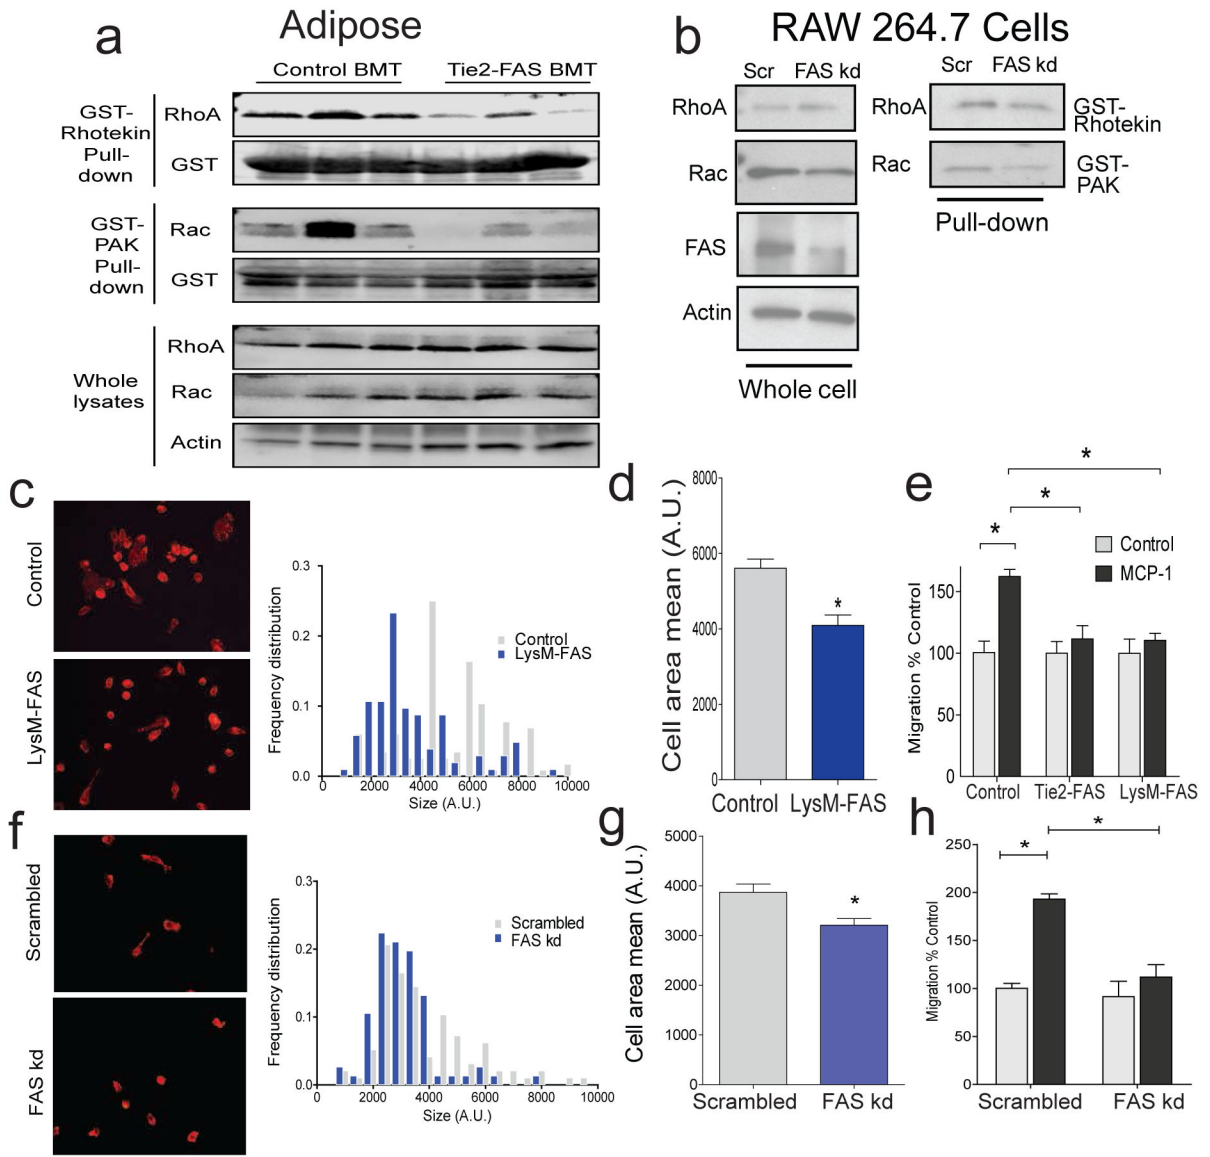 a
Adipose
Control BMT
Tie2-FAS BMT
GST-
Rhotekin
Pull-
down
RhoA
GST
GST-
PAK
Pull-
down
Rac
GST
Whole
lysates
RhoA
Rac
Actin
b
RAW 264.7 Cells
Scr
FAS kd
RhoA
Rac
FAS
Actin
Whole cell
Scr
FAS kd
RhoA
GST-
Rhotekin
Rac
GST-
PAK
Pull-down
c
Control
LysM-FAS
Frequency distribution
0.3
0.2
0.1
0.0
0
2000
4000
6000
8000
10000
Size (A.U.)
Control
LysM-FAS
d
Cell area mean (A.U.)
8000
6000
4000
2000
0
*
Control
LysM-FAS
e
*
*
*
Control
MCP-1
Migration % Control
150
100
50
0
Control
Tie2-FAS
LysM-FAS
f
Scrambled
FAS kd
Frequency distribution
0.3
0.2
0.1
0.0
0
2000
4000
6000
8000
10000
Size (A.U.)
Scrambled
FAS kd
g
Cell area mean (A.U.)
5000
4000
3000
2000
1000
0
*
Scrambled
FAS kd
h
*
*
Migration % Control
250
200
150
100
50
0
Scrambled
FAS kd